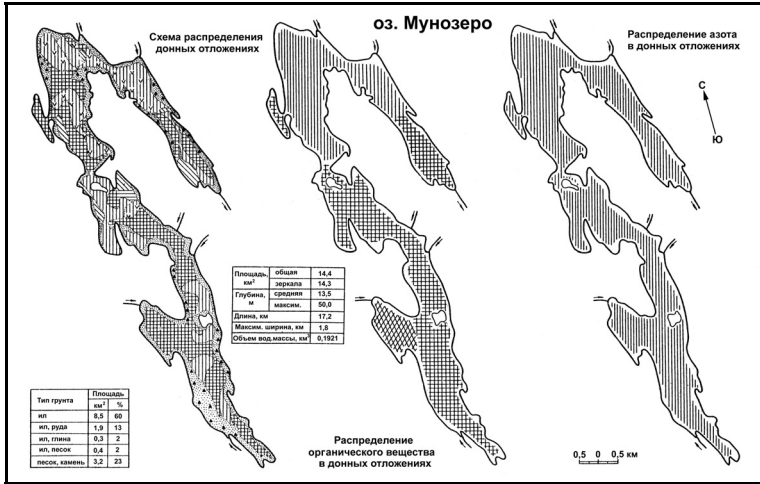 оз. Мунозеро
Схема распределения
донных отложениях
Распределение азота
в донных отложениях
С
Ю
Площадь, км² общая 14,4
зеркала 14,3
Глубина, м средняя 13,5
максим. 50,0
Длина, км 17,2
Максим. ширина, км 1,8
Объем вод.массы, км³ 0,1921
Тип грунта Площадь
км² %
ил 8,5 60
ил, руда 1,9 13
ил, глина 0,3 2
ил, песок 0,4 2
песок, камень 3,2 23
Распределение
органического вещества
в донных отложениях
0,5 0 0,5 км